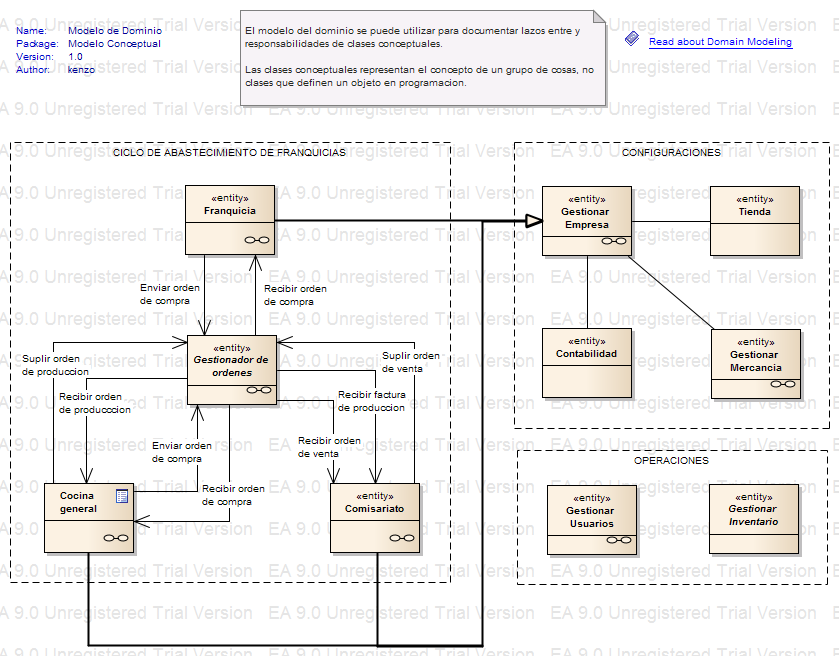 Name: Modelo de Dominio
Package: Modelo Conceptual
Version: 1.0
Author: kenzo
El modelo del dominio se puede utilizar para documentar lazos entre y
responsabilidades de clases conceptuales.
Las clases conceptuales representan el concepto de un grupo de cosas, no
clases que definen un objeto en programacion.
Read about Domain Modeling
CICLO DE ABASTECIMIENTO DE FRANQUICIAS
«entity»
Franquicia
Enviar orden
de compra
Recibir orden
de compra
«entity»
Gestionador de
ordenes
Suplir orden
de produccion
Recibir orden
de producccion
Suplir orden
de venta
Recibir factura
de produccion
Enviar orden
de compra
Recibir orden
de venta
Recibir orden
de compra
Cocina
general
«entity»
Comisariato
CONFIGURACIONES
«entity»
Gestionar
Empresa
«entity»
Tienda
«entity»
Contabilidad
«entity»
Gestionar
Mercancia
OPERACIONES
«entity»
Gestionar
Usuarios
«entity»
Gestionar
Inventario
EA 9.0 Unregistered Trial Version